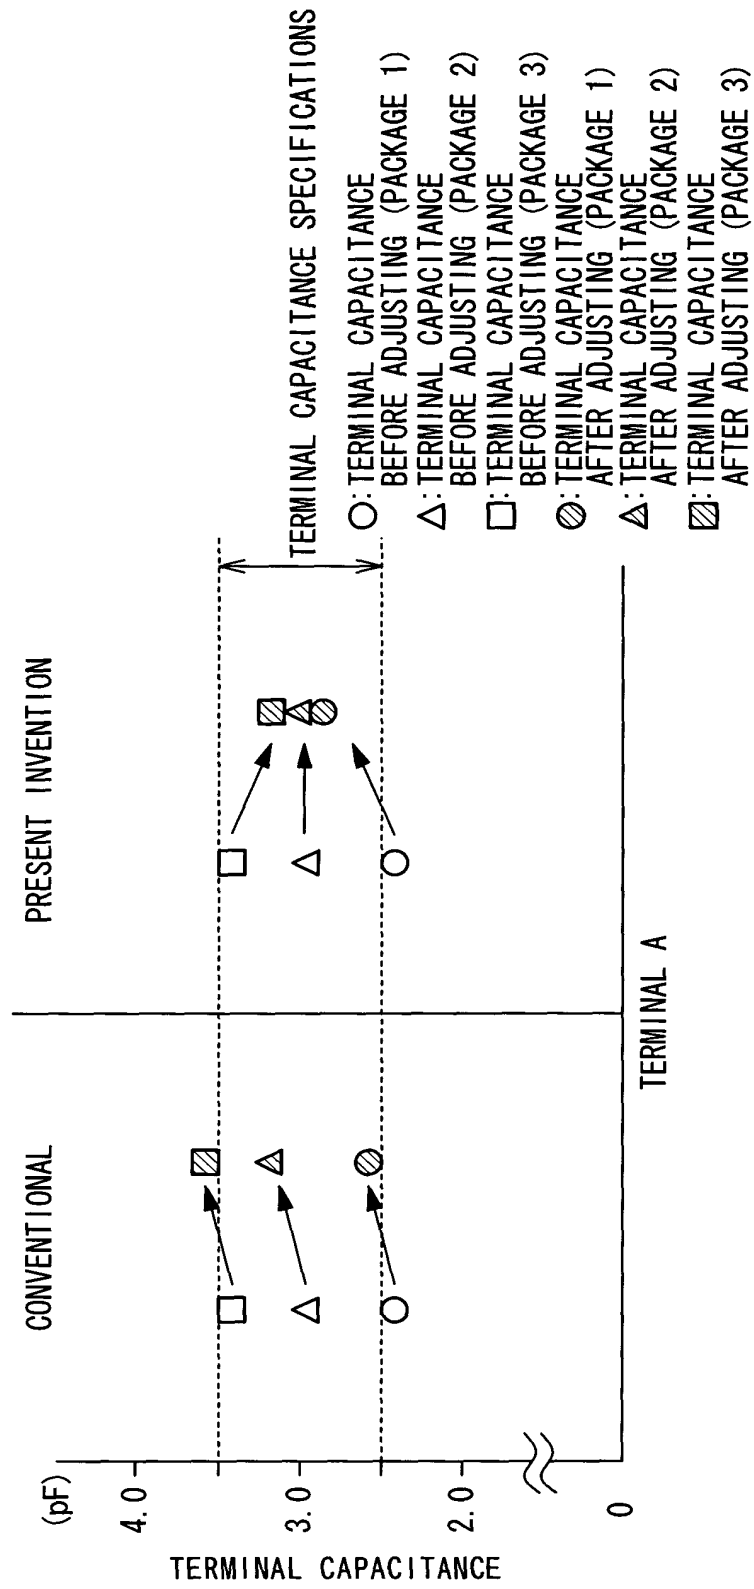 CONVENTIONAL
PRESENT INVENTION
(pF)
4.0
3.0
2.0
0
TERMINAL CAPACITANCE
TERMINAL A
TERMINAL CAPACITANCE SPECIFICATIONS
○:TERMINAL CAPACITANCE
BEFORE ADJUSTING (PACKAGE 1)
△:TERMINAL CAPACITANCE
BEFORE ADJUSTING (PACKAGE 2)
□:TERMINAL CAPACITANCE
BEFORE ADJUSTING (PACKAGE 3)
:TERMINAL CAPACITANCE
AFTER ADJUSTING (PACKAGE 1)
:TERMINAL CAPACITANCE
AFTER ADJUSTING (PACKAGE 2)
:TERMINAL CAPACITANCE
AFTER ADJUSTING (PACKAGE 3)